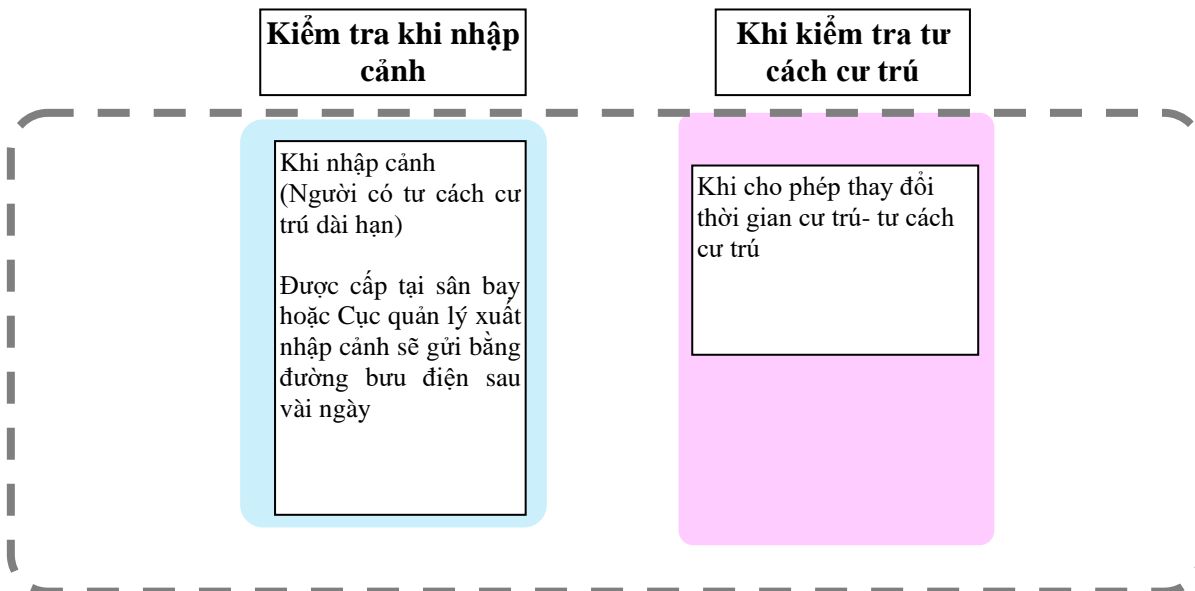 Kiểm tra khi nhập
cảnh
Khi kiểm tra tư
cách cư trú
Khi nhập cảnh
(Người có tư cách cư
trú dài hạn)
Được cấp tại sân bay
hoặc Cục quản lý xuất
nhập cảnh sẽ gửi bằng
đường bưu điện sau
vài ngày
Khi cho phép thay đổi
thời gian cư trú- tư cách
cư trú